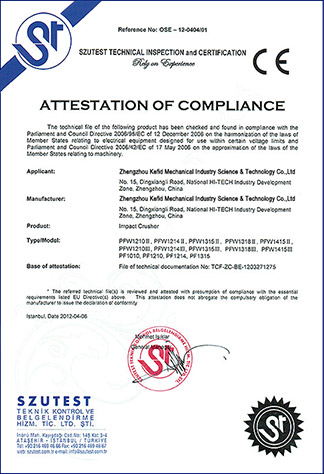 Reference No: OSE – 12-0404/01
SZUTEST TECHNICAL INSPECTION and CERTIFICATION
Rely on Experience
CE
ATTESTATION OF COMPLIANCE
The technical file of the following product has been checked and found in compliance with the
Parliament and Council Directive 2006/95/EC of 12 December 2006 on the harmonization of the laws of
Member States relating to electrical equipment designed for use within certain voltage limits and
Parliament and Council Directive 2006/42/EC of 17 May 2006 on the approximation of the laws of the
Member States relating to machinery.
Applicant: Zhengzhou Kefid Mechanical Industry Science & Technology Co.,Ltd
No. 15, Dingxiangli Road, National HI-TECH Industry Development
Zone, Zhengzhou, China
Manufacturer: Zhengzhou Kefid Mechanical Industry Science & Technology Co.,Ltd
No. 15, Dingxiangli Road, National HI-TECH Industry Development
Zone, Zhengzhou, China
Product: Impact Crusher
Type/Model: PFW1210Ⅱ, PFW1214Ⅱ, PFW1315Ⅱ, PFW1318Ⅱ, PFW1415Ⅱ,
PFW1210Ⅲ, PFW1214Ⅲ, PFW1315Ⅲ, PFW1318Ⅲ, PFW1415Ⅲ
PF1010, PF1210, PF1214, PF1315
Base of attestation: File of technical documentation No: TCF-ZC-BE-1203271275
* The referred technical file(s) is reviewed and attested with presumption of compliance with the essential
requirements listed EU Directive(s) above. This attestation does not abrogate the compulsory obligation of the
manufacturer to issue the declaration of conformity.
Istanbul, Date 2012-04-06
Mehmet Işıklar
General Manager
SZUTEST
TEKNİK KONTROL VE
BELGELENDİRME
HİZM. TİC. LTD. ŞTİ.
ATAŞEHİR - İSTANBUL / TÜRKİYE